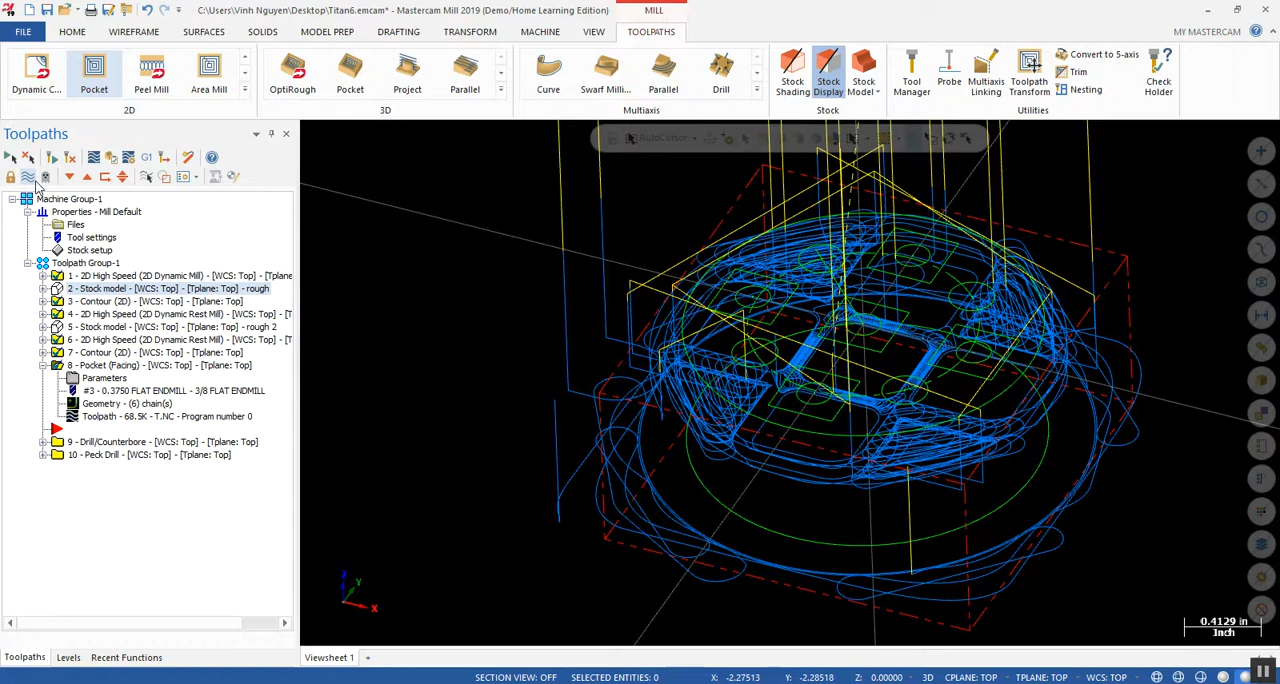 C:\Users\Vinh Nguyen\Desktop\Titan6.emcam* - Mastercam Mill 2019 (Demo/Home Learning Edition)
MILL
FILE HOME WIREFRAME SURFACES SOLIDS MODEL PREP DRAFTING TRANSFORM MACHINE VIEW TOOLPATHS MY MASTERCAM
Dynamic C... Pocket Peel Mill Area Mill
OptiRough Pocket Project Parallel
Curve Swarf Milli... Parallel Drill
Stock Shading
Stock Display
Stock Model
Tool Manager
Probe
Multiaxis Linking
Toolpath Transform
Convert to 5-axis
Trim
Nesting
Check Holder
2D 3D Multiaxis Stock Utilities
Toolpaths
AutoCursor
G1
Machine Group-1
Properties - Mill Default
Files
Tool settings
Stock setup
Toolpath Group-1
1 - 2D High Speed (2D Dynamic Mill) - [WCS: Top] - [Tplane
2 - Stock model - [WCS: Top] - [Tplane: Top] - rough
3 - Contour (2D) - [WCS: Top] - [Tplane: Top]
4 - 2D High Speed (2D Dynamic Rest Mill) - [WCS: Top] - [T
5 - Stock model - [WCS: Top] - [Tplane: Top] - rough 2
6 - 2D High Speed (2D Dynamic Rest Mill) - [WCS: Top] - [T
7 - Contour (2D) - [WCS: Top] - [Tplane: Top]
8 - Pocket (Facing) - [WCS: Top] - [Tplane: Top]
Parameters
#3 - 0.3750 FLAT ENDMILL - 3/8 FLAT ENDMILL
Geometry - (6) chain(s)
Toolpath - 68.5K - T.NC - Program number 0
9 - Drill/Counterbore - [WCS: Top] - [Tplane: Top]
10 - Peck Drill - [WCS: Top] - [Tplane: Top]
Z
Y
X
0.4129 in
Inch
Toolpaths Levels Recent Functions
Viewsheet 1 +
SECTION VIEW: OFF SELECTED ENTITIES: 0 X: -2.27513 Y: -2.28518 Z: 0.00000 3D CPLANE: TOP TPLANE: TOP WCS: TOP